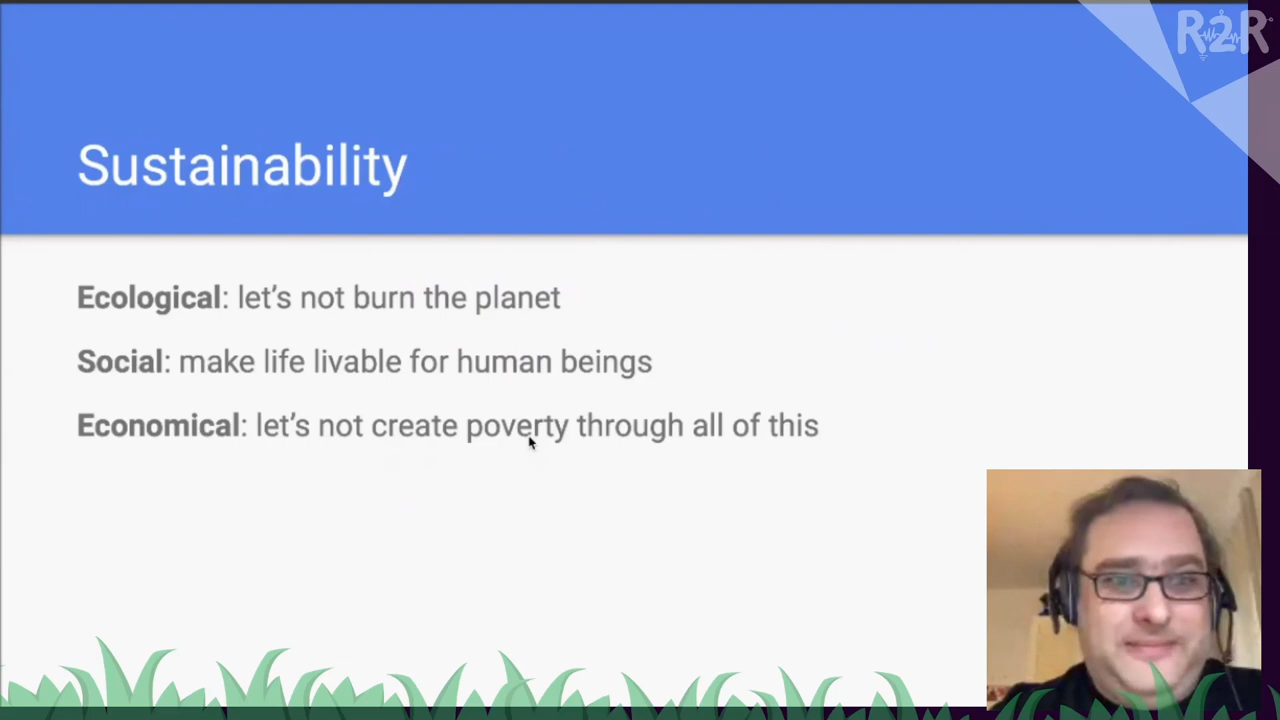 R2R
Sustainability
Ecological: let's not burn the planet
Social: make life livable for human beings
Economical: let's not create poverty through all of this